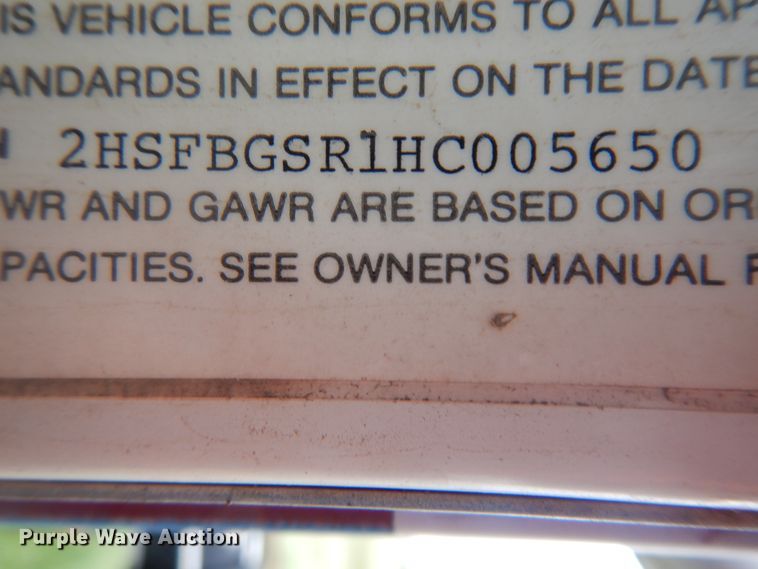 IS VEHICLE CONFORMS TO ALL AP
ANDARDS IN EFFECT ON THE DATE
2HSFBGSR1HC005650
WR AND GAWR ARE BASED ON OR
PACITIES. SEE OWNER'S MANUAL F
Purple Wave Auction